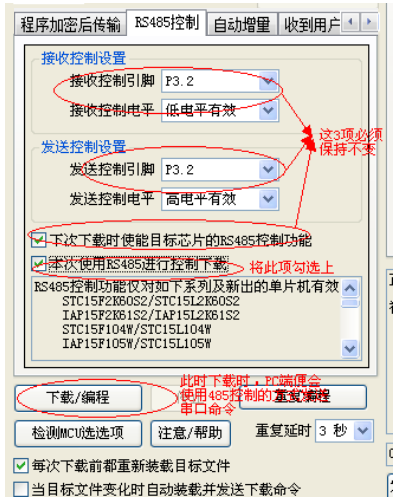 程序加密后传输 RS485控制 自动增量 收到用户
接收控制设置
接收控制引脚 P3.2
接收控制电平 低电平有效
这3项必须
保持不变
发送控制设置
发送控制引脚 P3.2
发送控制电平 高电平有效
下次下载时使能目标芯片的RS485控制功能
本次使用RS485进行控制下载 将此项勾选上
RS485控制功能仅对如下系列及新出的单片机有效
STC15F2K60S2/STC15L2K60S2
IAP15F2K61S2/IAP15L2K61S2
STC15F104W/STC15L104W
IAP15F105W/STC15L105W
此时下载时，PC端便会
下载/编程 使用485控制的 重复编程
串口命令
检测MCU选选项 注意/帮助 重复延时 3 秒
每次下载前都重新装载目标文件
当目标文件变化时自动装载并发送下载命令